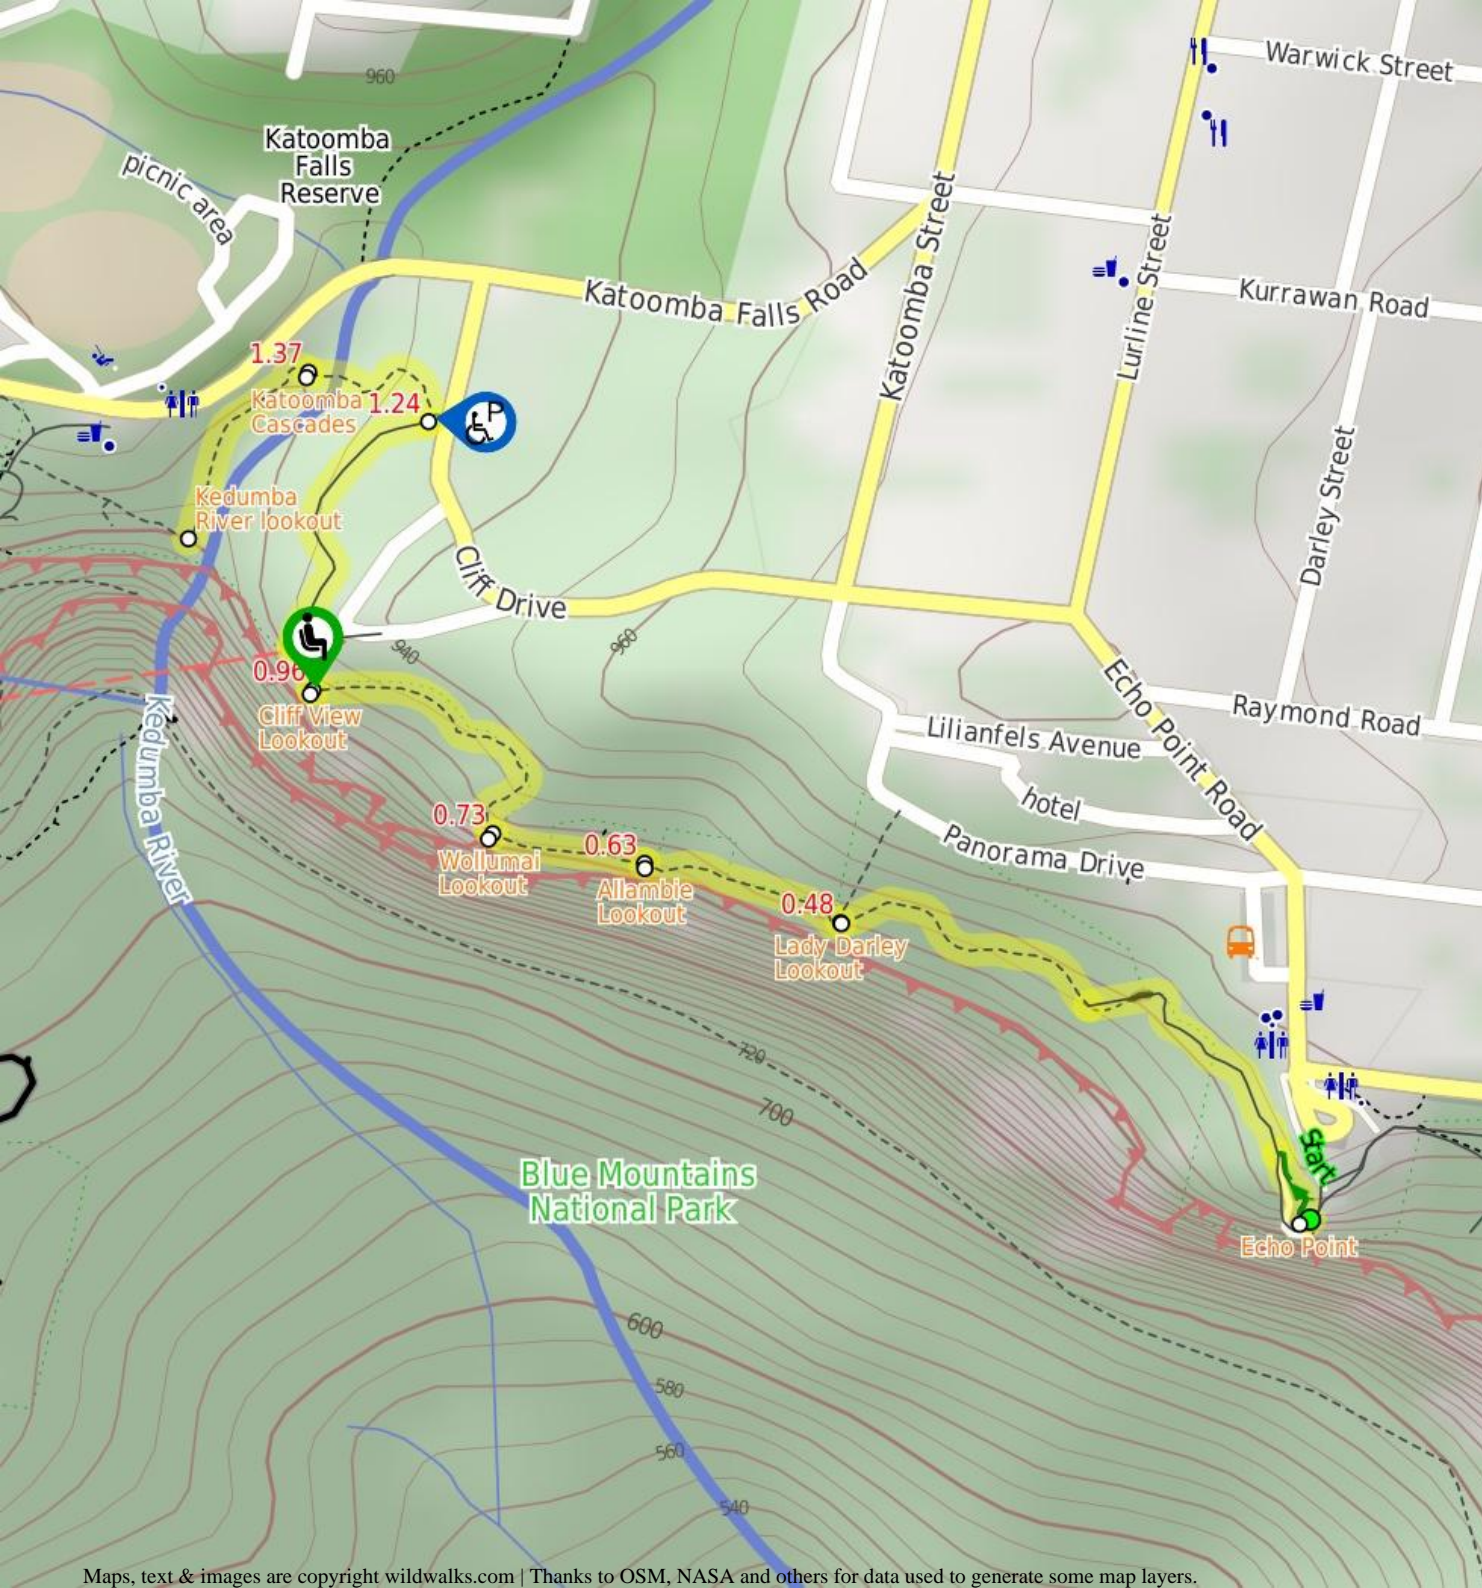 Warwick Street
960
Katoomba
Falls
Reserve
picnic area
Katoomba Street
Lurline Street
Katoomba Falls Road
Kurrawan Road
1.37
Katoomba
Cascades
1.24
P
Darley Street
Kedumba
River lookout
Cliff Drive
940
960
0.96
Cliff View
Lookout
Echo Point Road
Raymond Road
Lilianfels Avenue
hotel
Kedumba River
0.73
Wollumai
Lookout
0.63
Allambie
Lookout
Panorama Drive
0.48
Lady Darley
Lookout
720
700
Start
Blue Mountains
National Park
Echo Point
600
580
560
540
Maps, text & images are copyright wildwalks.com | Thanks to OSM, NASA and others for data used to generate some map layers.